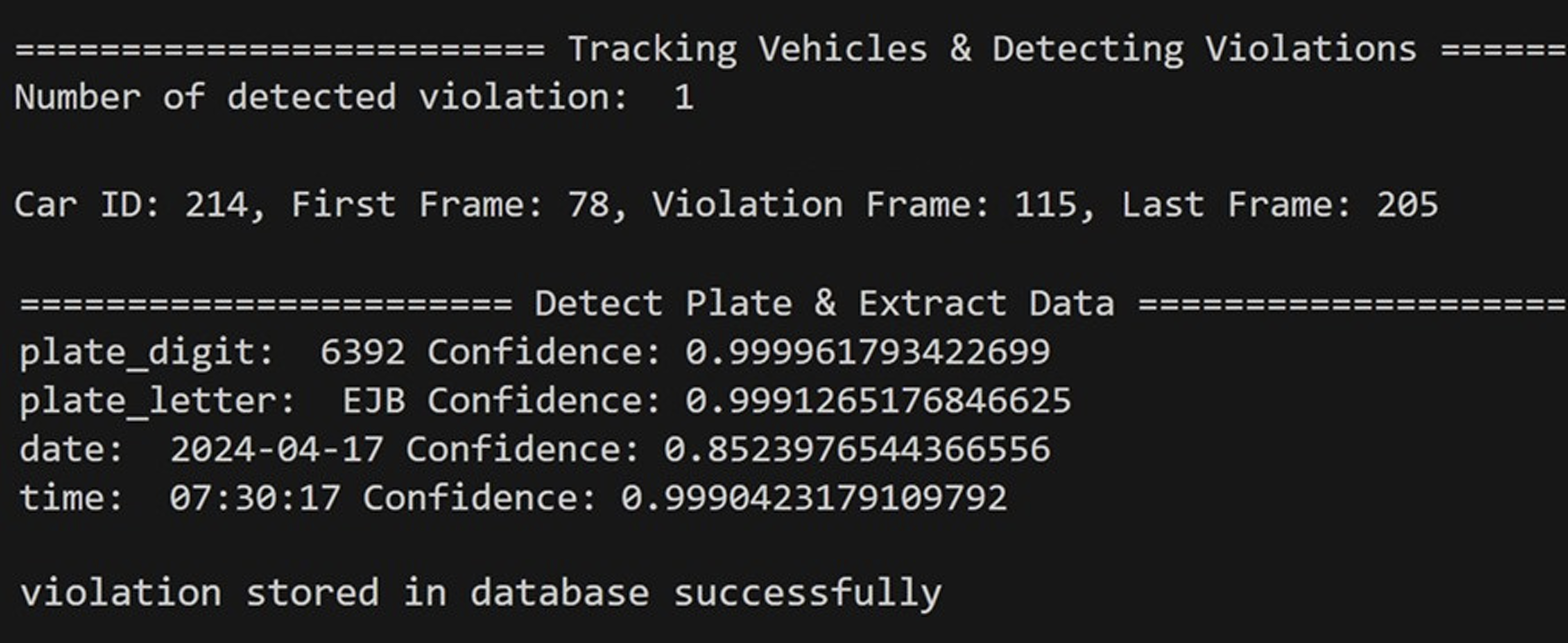 ========================= Tracking Vehicles & Detecting Violations ======
Number of detected violation:  1
Car ID: 214, First Frame: 78, Violation Frame: 115, Last Frame: 205
======================= Detect Plate & Extract Data ====================
plate_digit:  6392 Confidence: 0.999961793422699
plate_letter:  EJB Confidence: 0.9991265176846625
date:  2024-04-17 Confidence: 0.8523976544366556
time:  07:30:17 Confidence: 0.9990423179109792
violation stored in database successfully